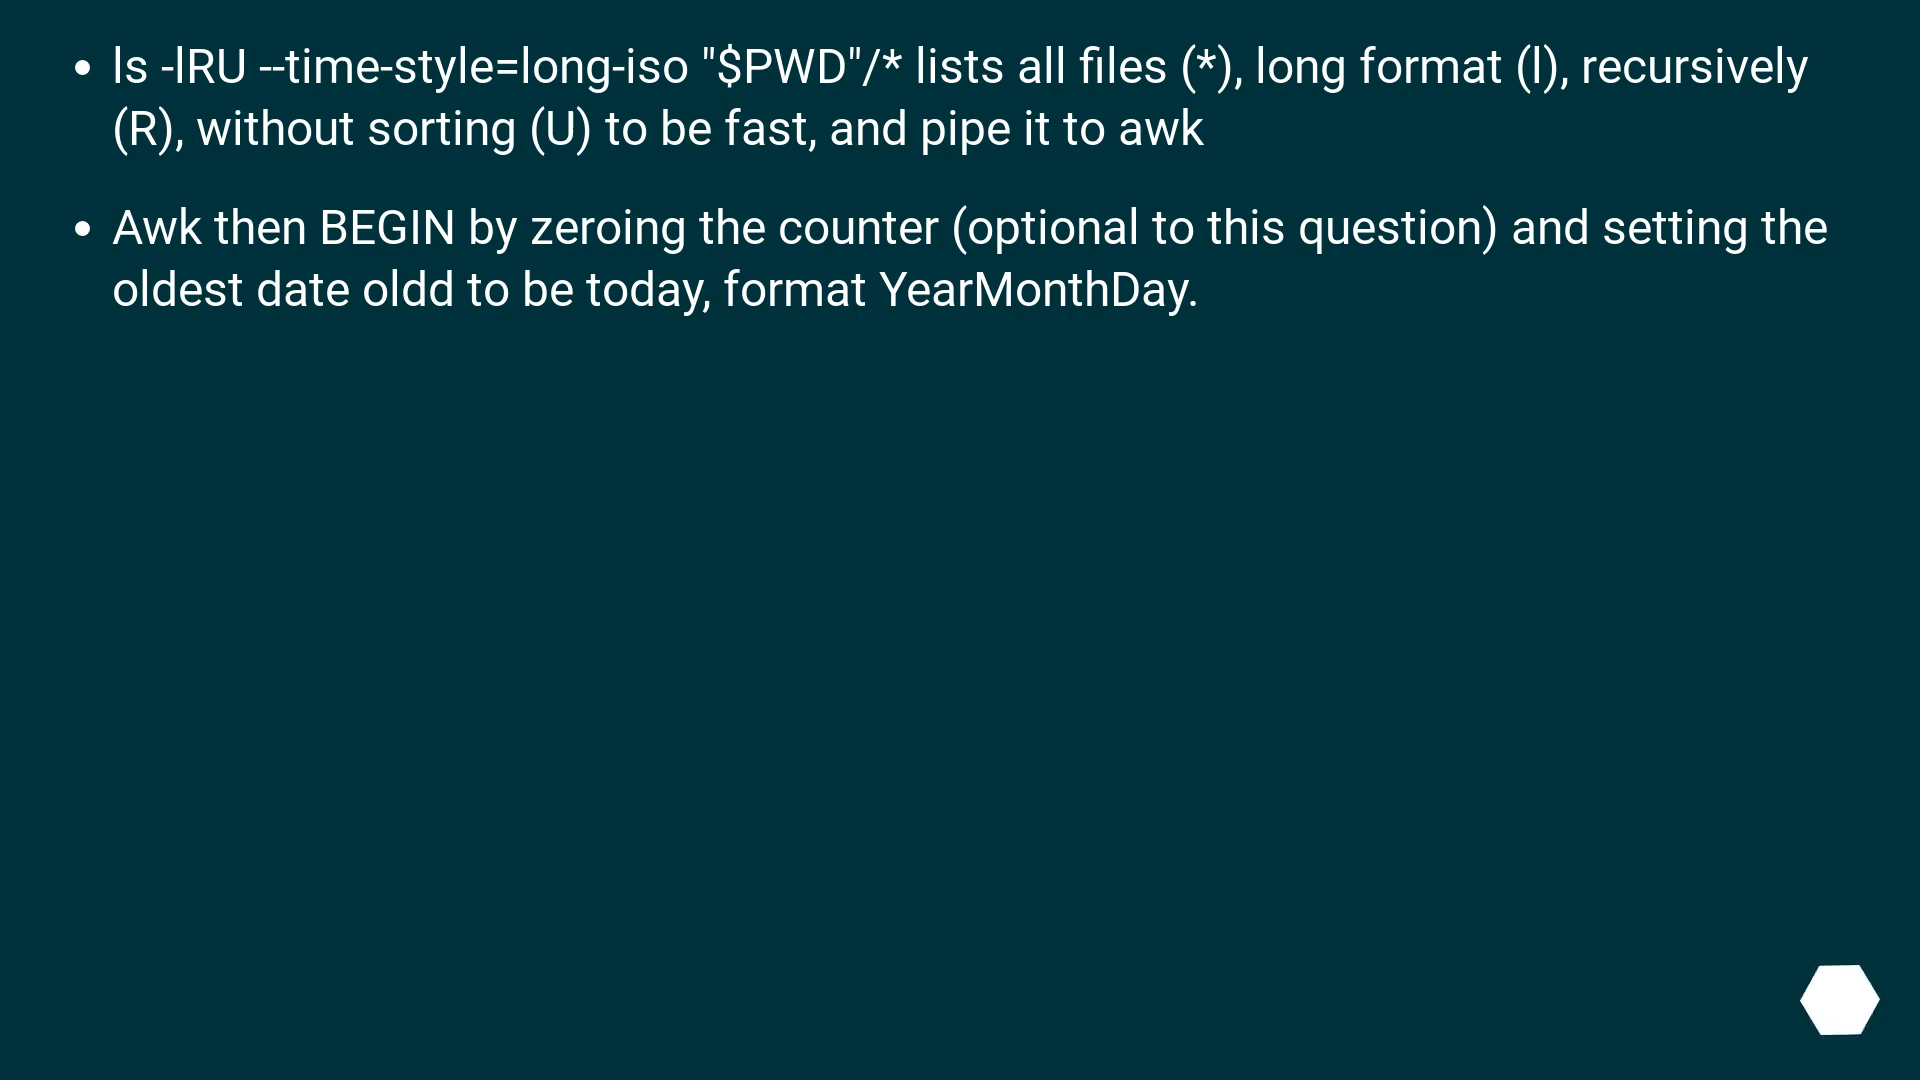 • ls -lRU --time-style=long-iso "$PWD"/* lists all files (*), long format (l), recursively
(R), without sorting (U) to be fast, and pipe it to awk
• Awk then BEGIN by zeroing the counter (optional to this question) and setting the
oldest date oldd to be today, format YearMonthDay.